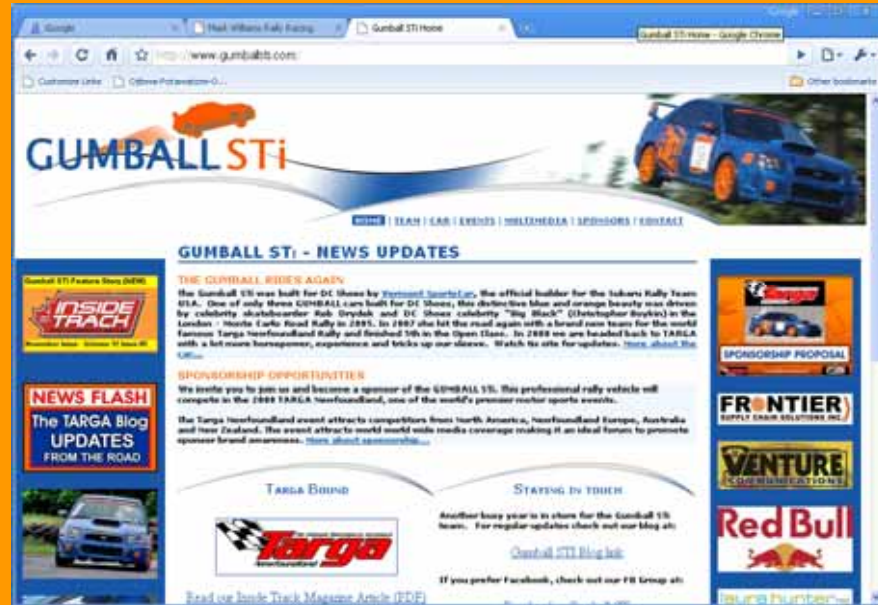 Google
Mark Williams Rally Racing
Gumball STi Home
Gumball STi Home - Google Chrome
http://www.gumballsti.com
Customize Links
Other bookmarks
GUMBALL STi
HOME | TEAM | CAR | EVENTS | MULTIMEDIA | SPONSORS | CONTACT
Gumball STi Feature Story (NEW)
INSIDE
TRACK
NEWS FLASH
The TARGA Blog
UPDATES
FROM THE ROAD
GUMBALL STi - NEWS UPDATES
THE GUMBALL RIDES AGAIN
The Gumball STi was built for DC Shoes by Vermont SportsCar, the official builder for the Subaru Rally Team
USA. One of only three GUMBALL cars built for DC Shoes, this distinctive blue and orange beauty was driven
by celebrity skateboarder Rob Drydek and DC Shoes celebrity "Big Black" (Christopher Boykin) in the
London - Monte Carlo Road Rally in 2005. In 2007 she hit the road again with a brand new team for the world
famous Targa Newfoundland Rally and finished 5th in the Open Class. In 2008 we are headed back to TARGA
with a lot more horsepower, experience and tricks up our sleeve. Watch this site for updates. More about the
car...
SPONSORSHIP OPPORTUNITIES
We invite you to join us and become a sponsor of the GUMBALL STi. This professional rally vehicle will
compete in the 2008 TARGA Newfoundland, one of the world's premier motor sports events.
The Targa Newfoundland event attracts competitors from North America, Newfoundland Europe, Australia
and New Zealand. The event attracts world world wide media coverage making it an ideal forum to promote
sponsor brand awareness. More about sponsorship...
TARGA BOUND
Targa
Newfoundland
Read our Inside Track Magazine Article (PDF)
STAYING IN TOUCH
Another busy year is in store for the Gumball STi
team. For regular updates check out our blog at:
Gumball STI Blog link
If you prefer Facebook, check out our FB Group at:
Targa
SPONSORSHIP PROPOSAL
FRONTIER
SUPPLY CHAIN SOLUTIONS INC.
VENTURE
COMMUNICATIONS
Red Bull
laura hunter